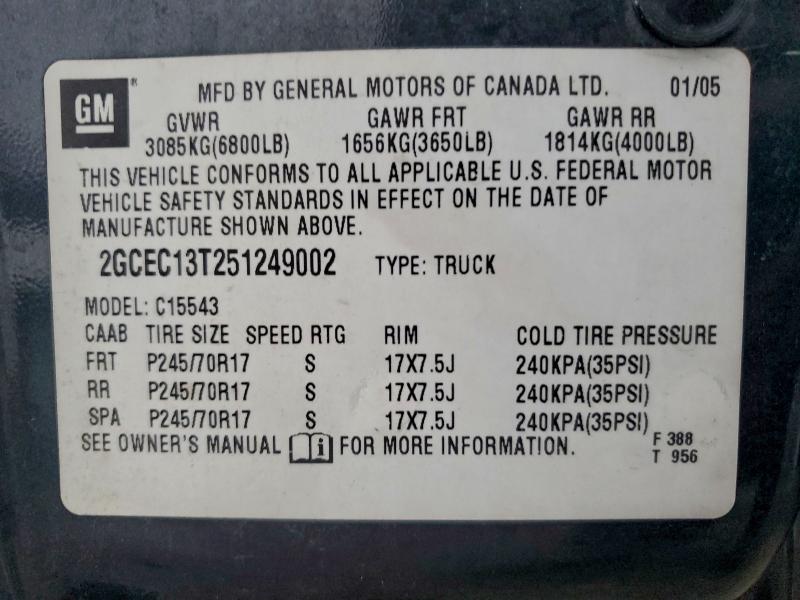 GM ® MFD BY GENERAL MOTORS OF CANADA LTD. 01/05
GVWR GAWR FRT GAWR RR
3085KG(6800LB) 1656KG(3650LB) 1814KG(4000LB)
THIS VEHICLE CONFORMS TO ALL APPLICABLE U.S. FEDERAL MOTOR
VEHICLE SAFETY STANDARDS IN EFFECT ON THE DATE OF
MANUFACTURE SHOWN ABOVE.
2GCEC13T251249002 TYPE: TRUCK
MODEL: C15543
CAAB TIRE SIZE SPEED RTG RIM COLD TIRE PRESSURE
FRT P245/70R17 S 17X7.5J 240KPA(35PSI)
RR P245/70R17 S 17X7.5J 240KPA(35PSI)
SPA P245/70R17 S 17X7.5J 240KPA(35PSI)
SEE OWNER'S MANUAL i FOR MORE INFORMATION. F 388
T 956